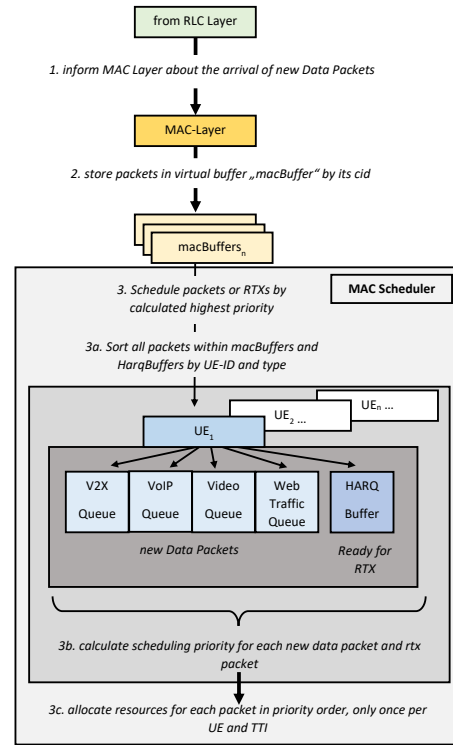 from RLC Layer
1. inform MAC Layer about the arrival of new Data Packets
MAC-Layer
2. store packets in virtual buffer „macBuffer“ by its cid
macBuffersn
3. Schedule packets or RTXs by
calculated highest priority
MAC Scheduler
3a. Sort all packets within macBuffers and
HarqBuffers by UE-ID and type
UE1
UE2 ...
UEn ...
V2X
Queue
VoIP
Queue
Video
Queue
Web
Traffic
Queue
HARQ
Buffer
new Data Packets
Ready for
RTX
3b. calculate scheduling priority for each new data packet and rtx
packet
3c. allocate resources for each packet in priority order, only once per
UE and TTI